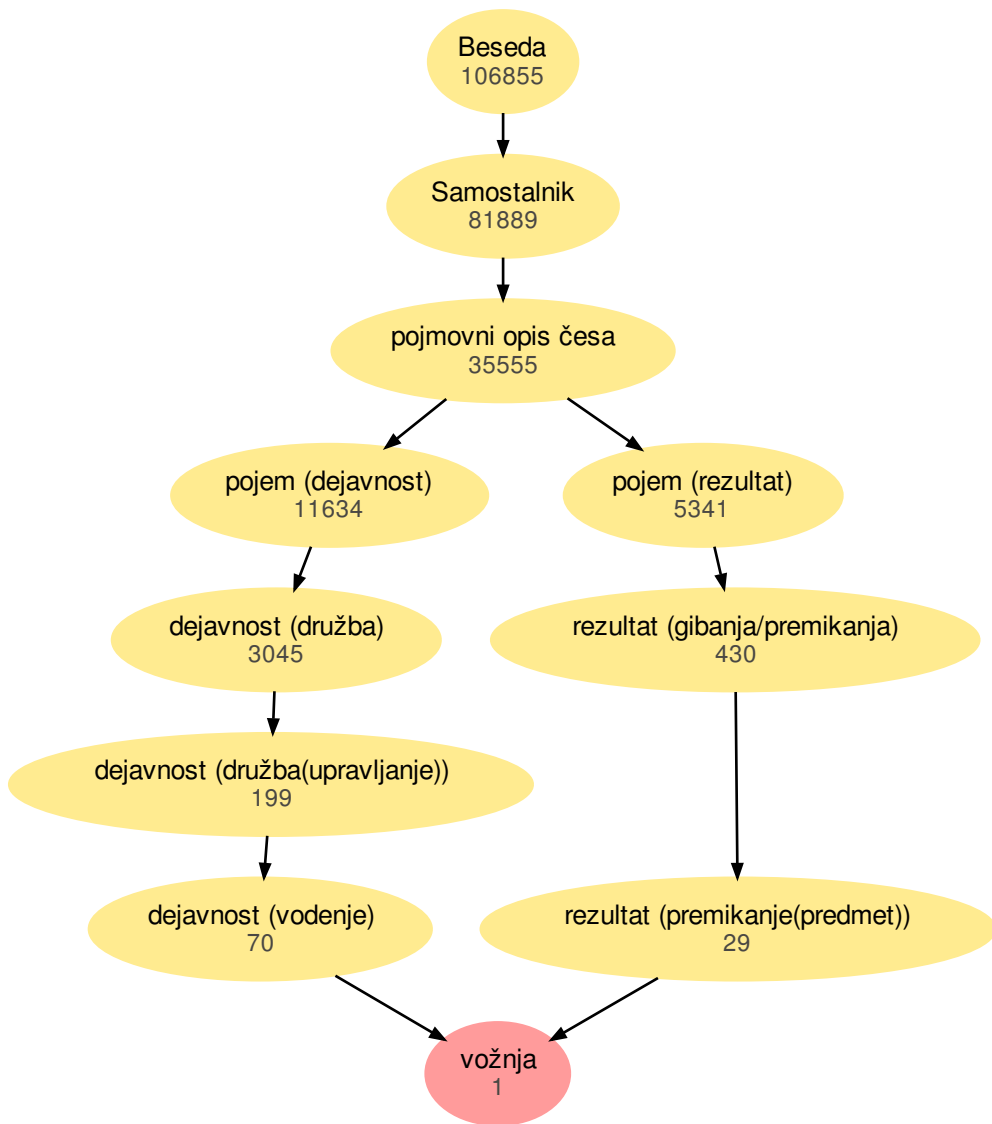 Beseda
106855
Samostalnik
81889
pojmovni opis česa
35555
pojem (dejavnost)
11634
pojem (rezultat)
5341
dejavnost (družba)
3045
rezultat (gibanja/premikanja)
430
dejavnost (družba(upravljanje))
199
dejavnost (vodenje)
70
rezultat (premikanje(predmet))
29
vožnja
1